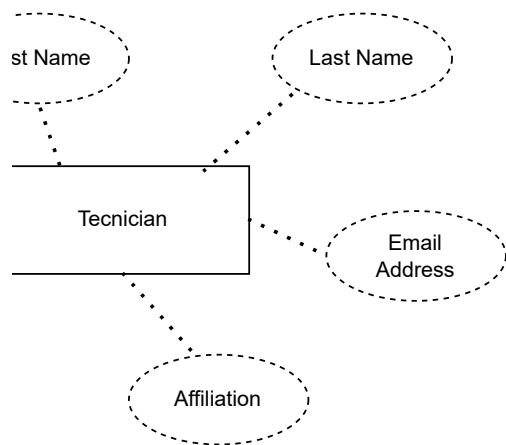 st Name
Last Name
Tecnician
Email
Address
Affiliation